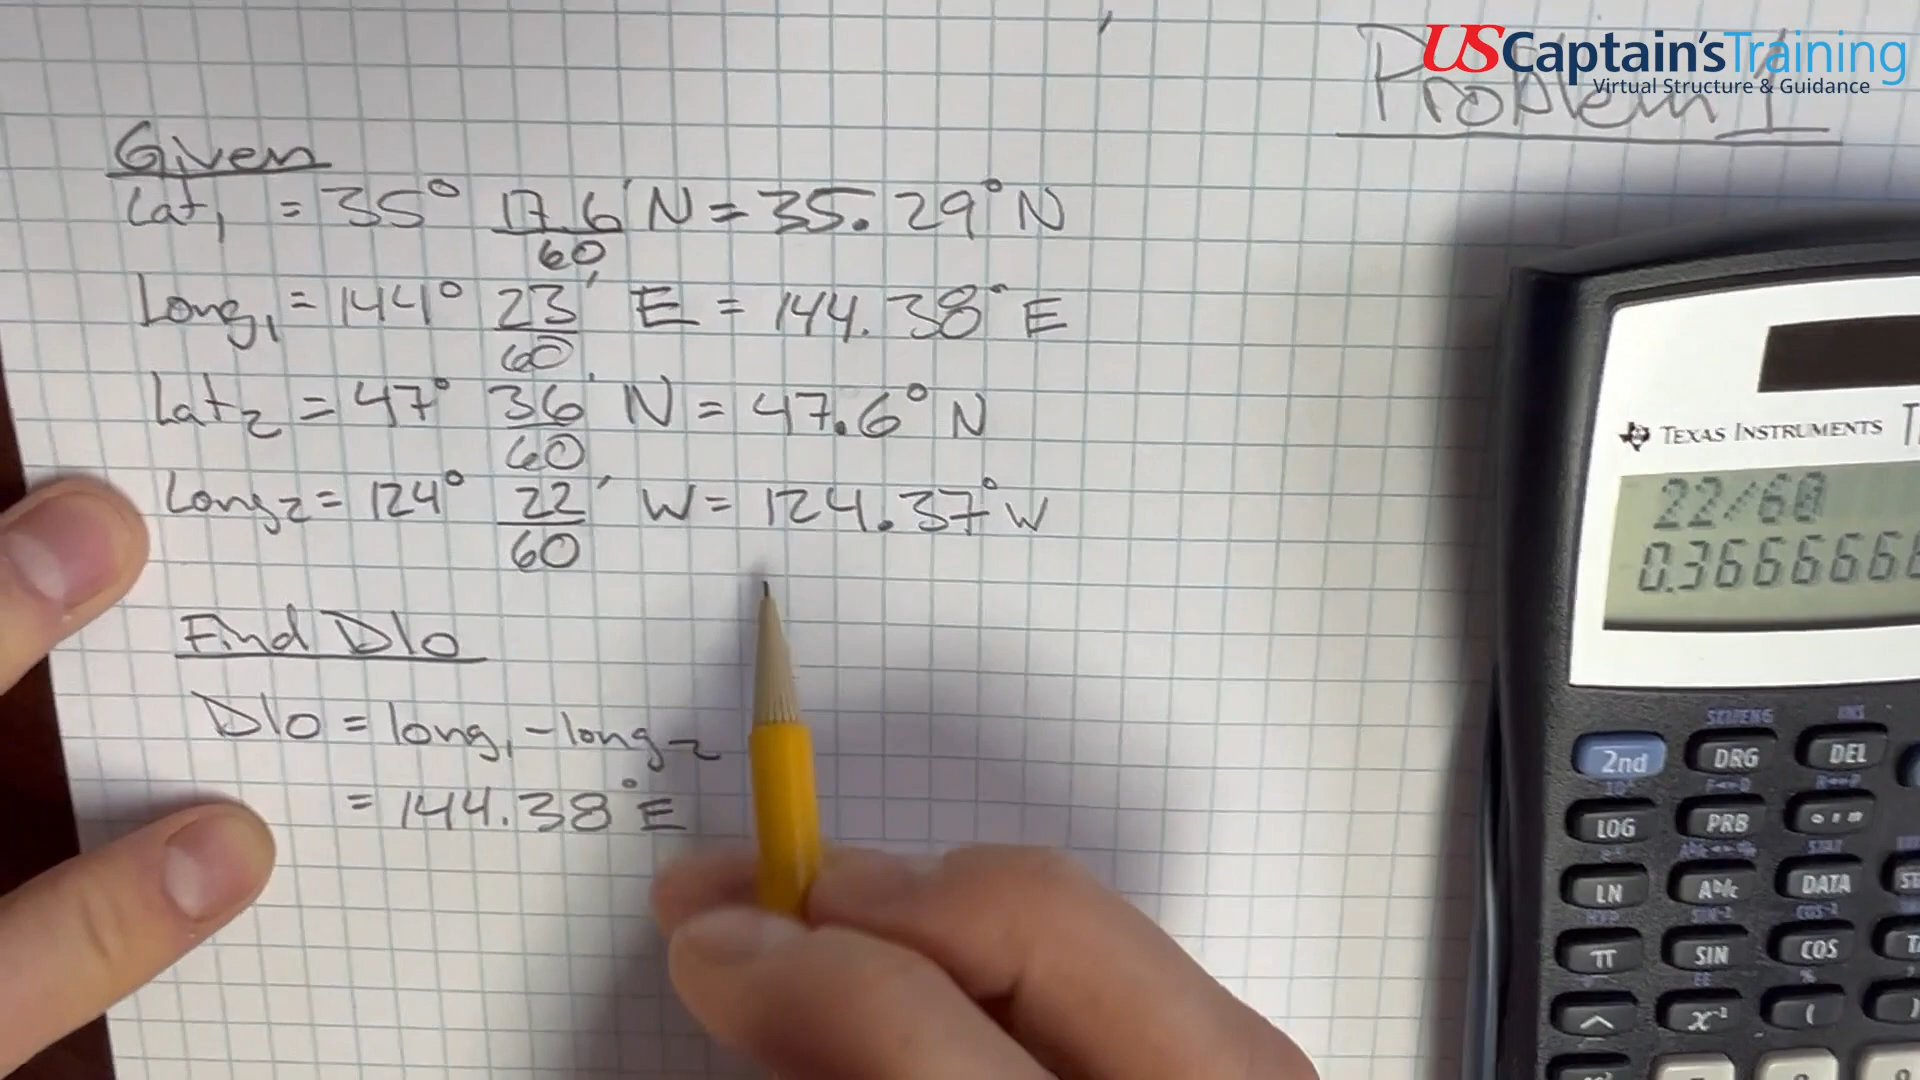 USCaptain'sTraining
Virtual Structure & Guidance
Problem 1
Given
Lat₁ = 35° 17.6'/60 N = 35.29° N
Long₁ = 144° 23'/60 E = 144.38° E
Lat₂ = 47° 36'/60 N = 47.6° N
Long₂ = 124° 22'/60 W = 124.37° W
Find Dlo
Dlo = long₁ - long₂
= 144.38° E
TEXAS INSTRUMENTS
22/60
0.3666666
2nd DRG DEL
LOG PRB
LN Ab/c DATA
π SIN COS
^ x⁻¹ (